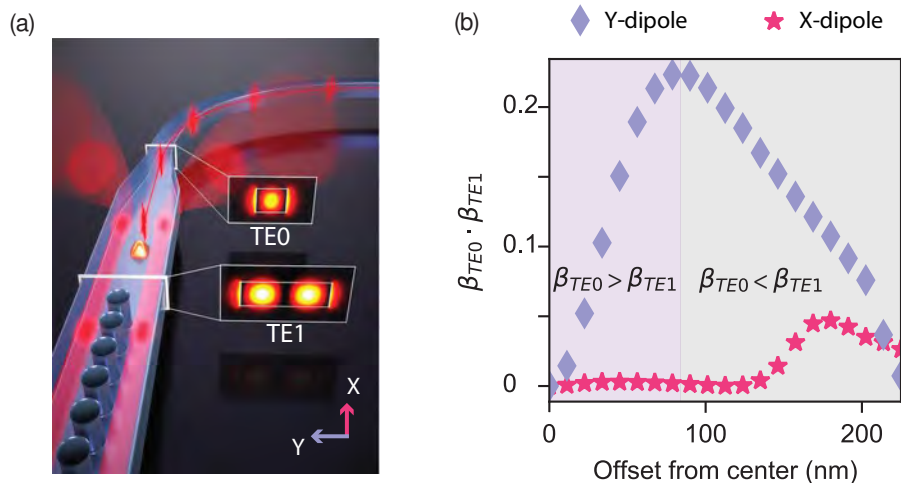 (a)
TE0
TE1
X
Y
(b)
Y-dipole
X-dipole
β_TE0 · β_TE1
0.2
0.1
0
β_TE0 > β_TE1
β_TE0 < β_TE1
0
100
200
Offset from center (nm)